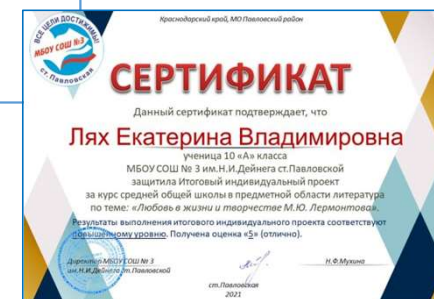 Краснодарский край, МО Павловский район
ВСЕ ЦЕЛИ ДОСТИЖИМЫ!
МБОУ СОШ №3
ст. Павловская
СЕРТИФИКАТ
Данный сертификат подтверждает, что
Лях Екатерина Владимировна
ученица 10 «А» класса
МБОУ СОШ № 3 им.Н.И.Дейнега ст.Павловской
защитила Итоговый индивидуальный проект
за курс средней общей школы в предметной области литература
по теме: «Любовь в жизни и творчестве М.Ю. Лермонтова».
Результаты выполнения итогового индивидуального проекта соответствуют
повышенному уровню. Получена оценка «5» (отлично).
Директор МБОУ СОШ № 3
им.Н.И.Дейнега ст.Павловской
Н.Ф.Мухина
ст.Павловская
2021